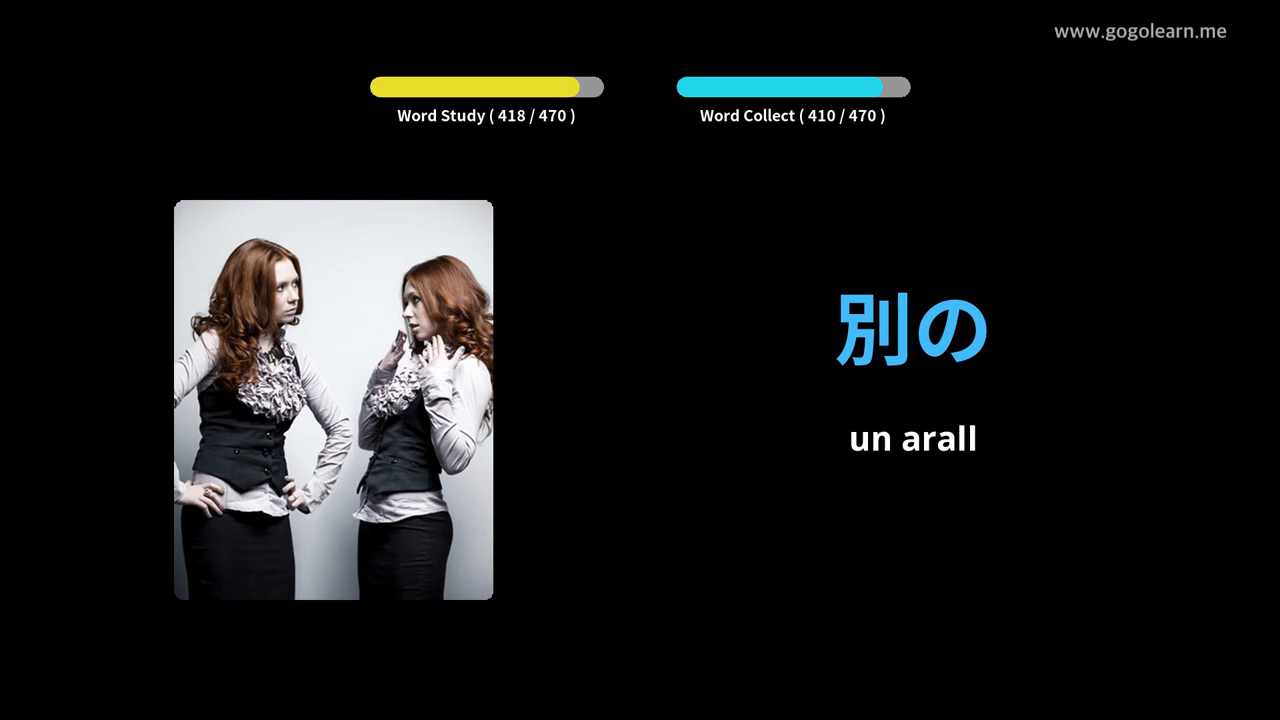 www.gogolearn.me
Word Study ( 418 / 470 )
Word Collect ( 410 / 470 )
別の
un arall